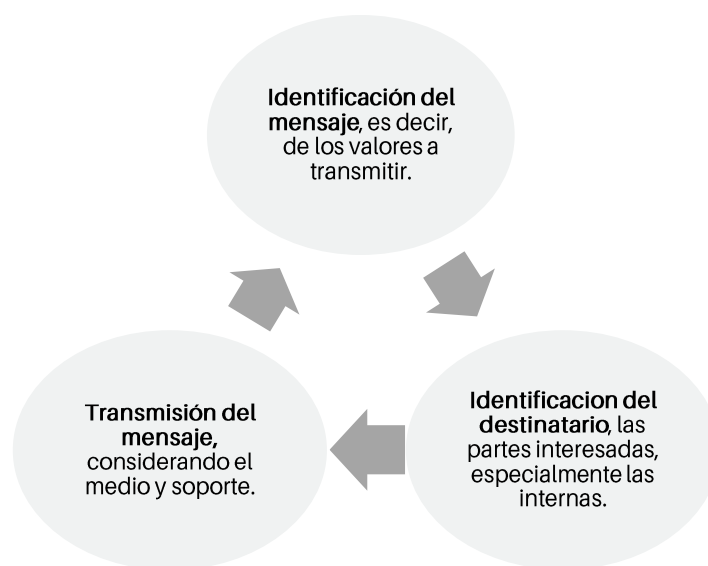 Identificación del
mensaje, es decir,
de los valores a
transmitir.
Identificacion del
destinatario, las
partes interesadas,
especialmente las
internas.
Transmisión del
mensaje,
considerando el
medio y soporte.